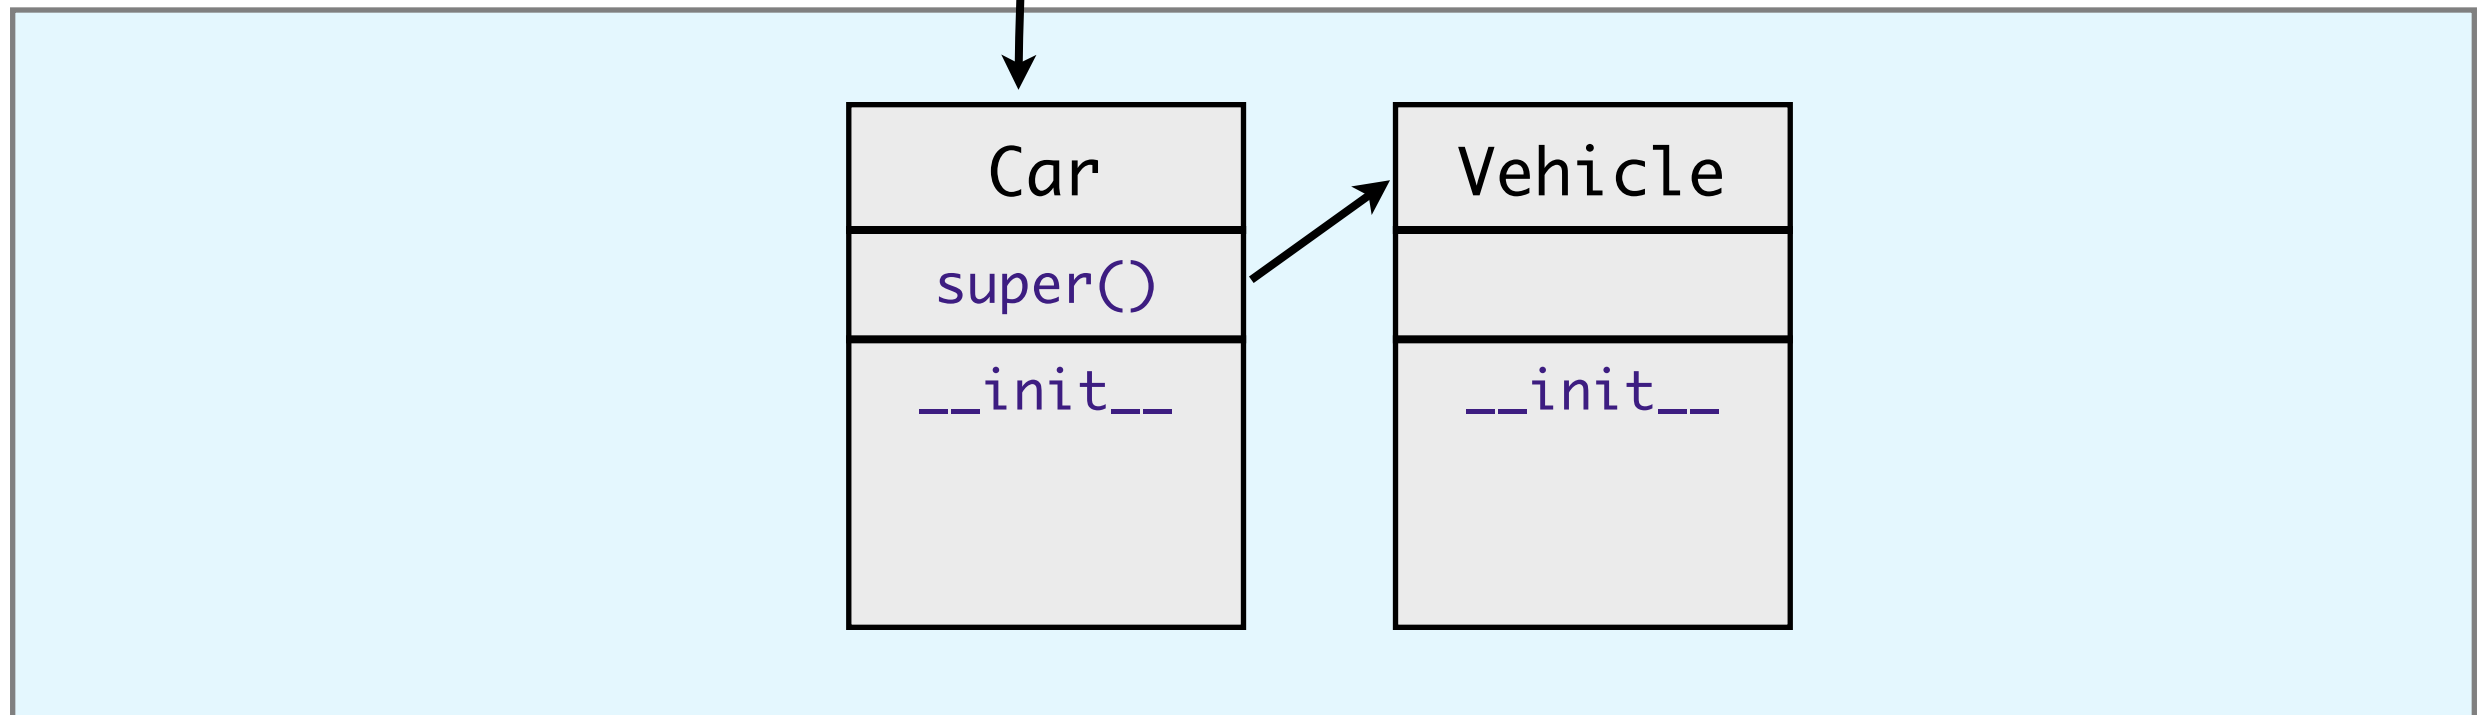 Car
super()
__init__
Vehicle
__init__